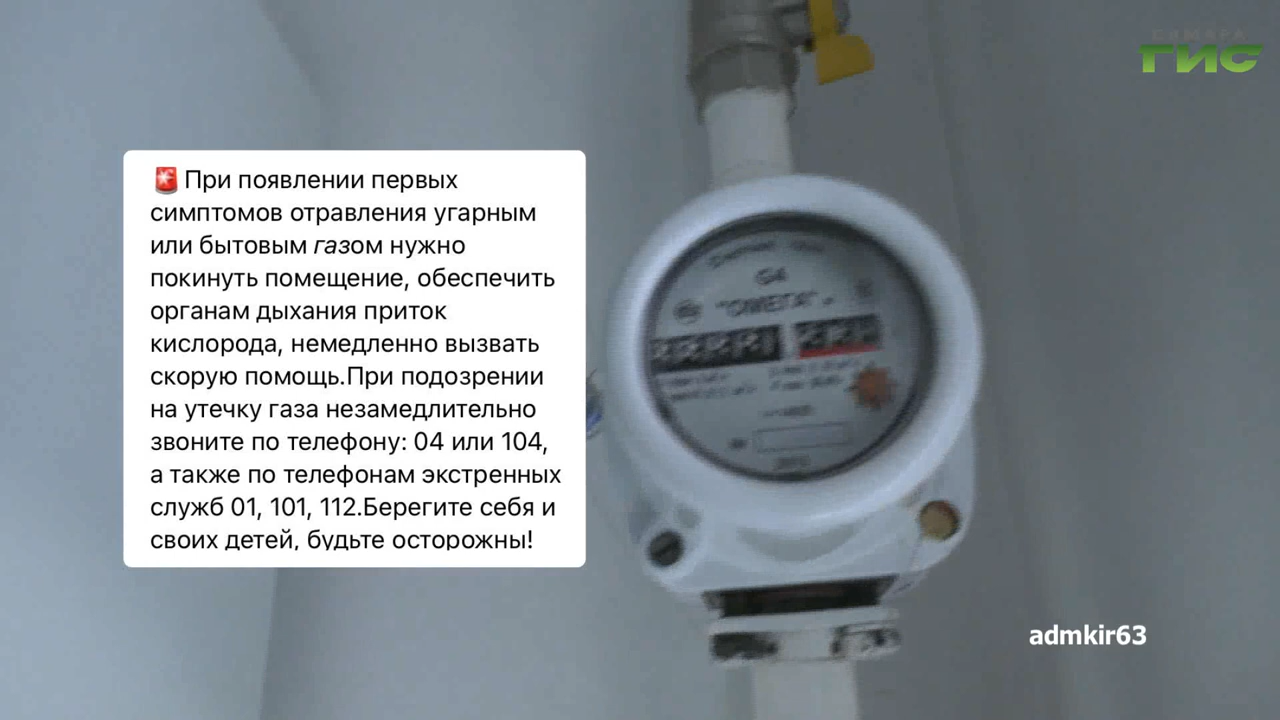 САМАРА
ГИС
🚨 При появлении первых
симптомов отравления угарным
или бытовым газом нужно
покинуть помещение, обеспечить
органам дыхания приток
кислорода, немедленно вызвать
скорую помощь.При подозрении
на утечку газа незамедлительно
звоните по телефону: 04 или 104,
а также по телефонам экстренных
служб 01, 101, 112.Берегите себя и
своих детей, будьте осторожны!
G4
"ОМЕГА"
admkir63